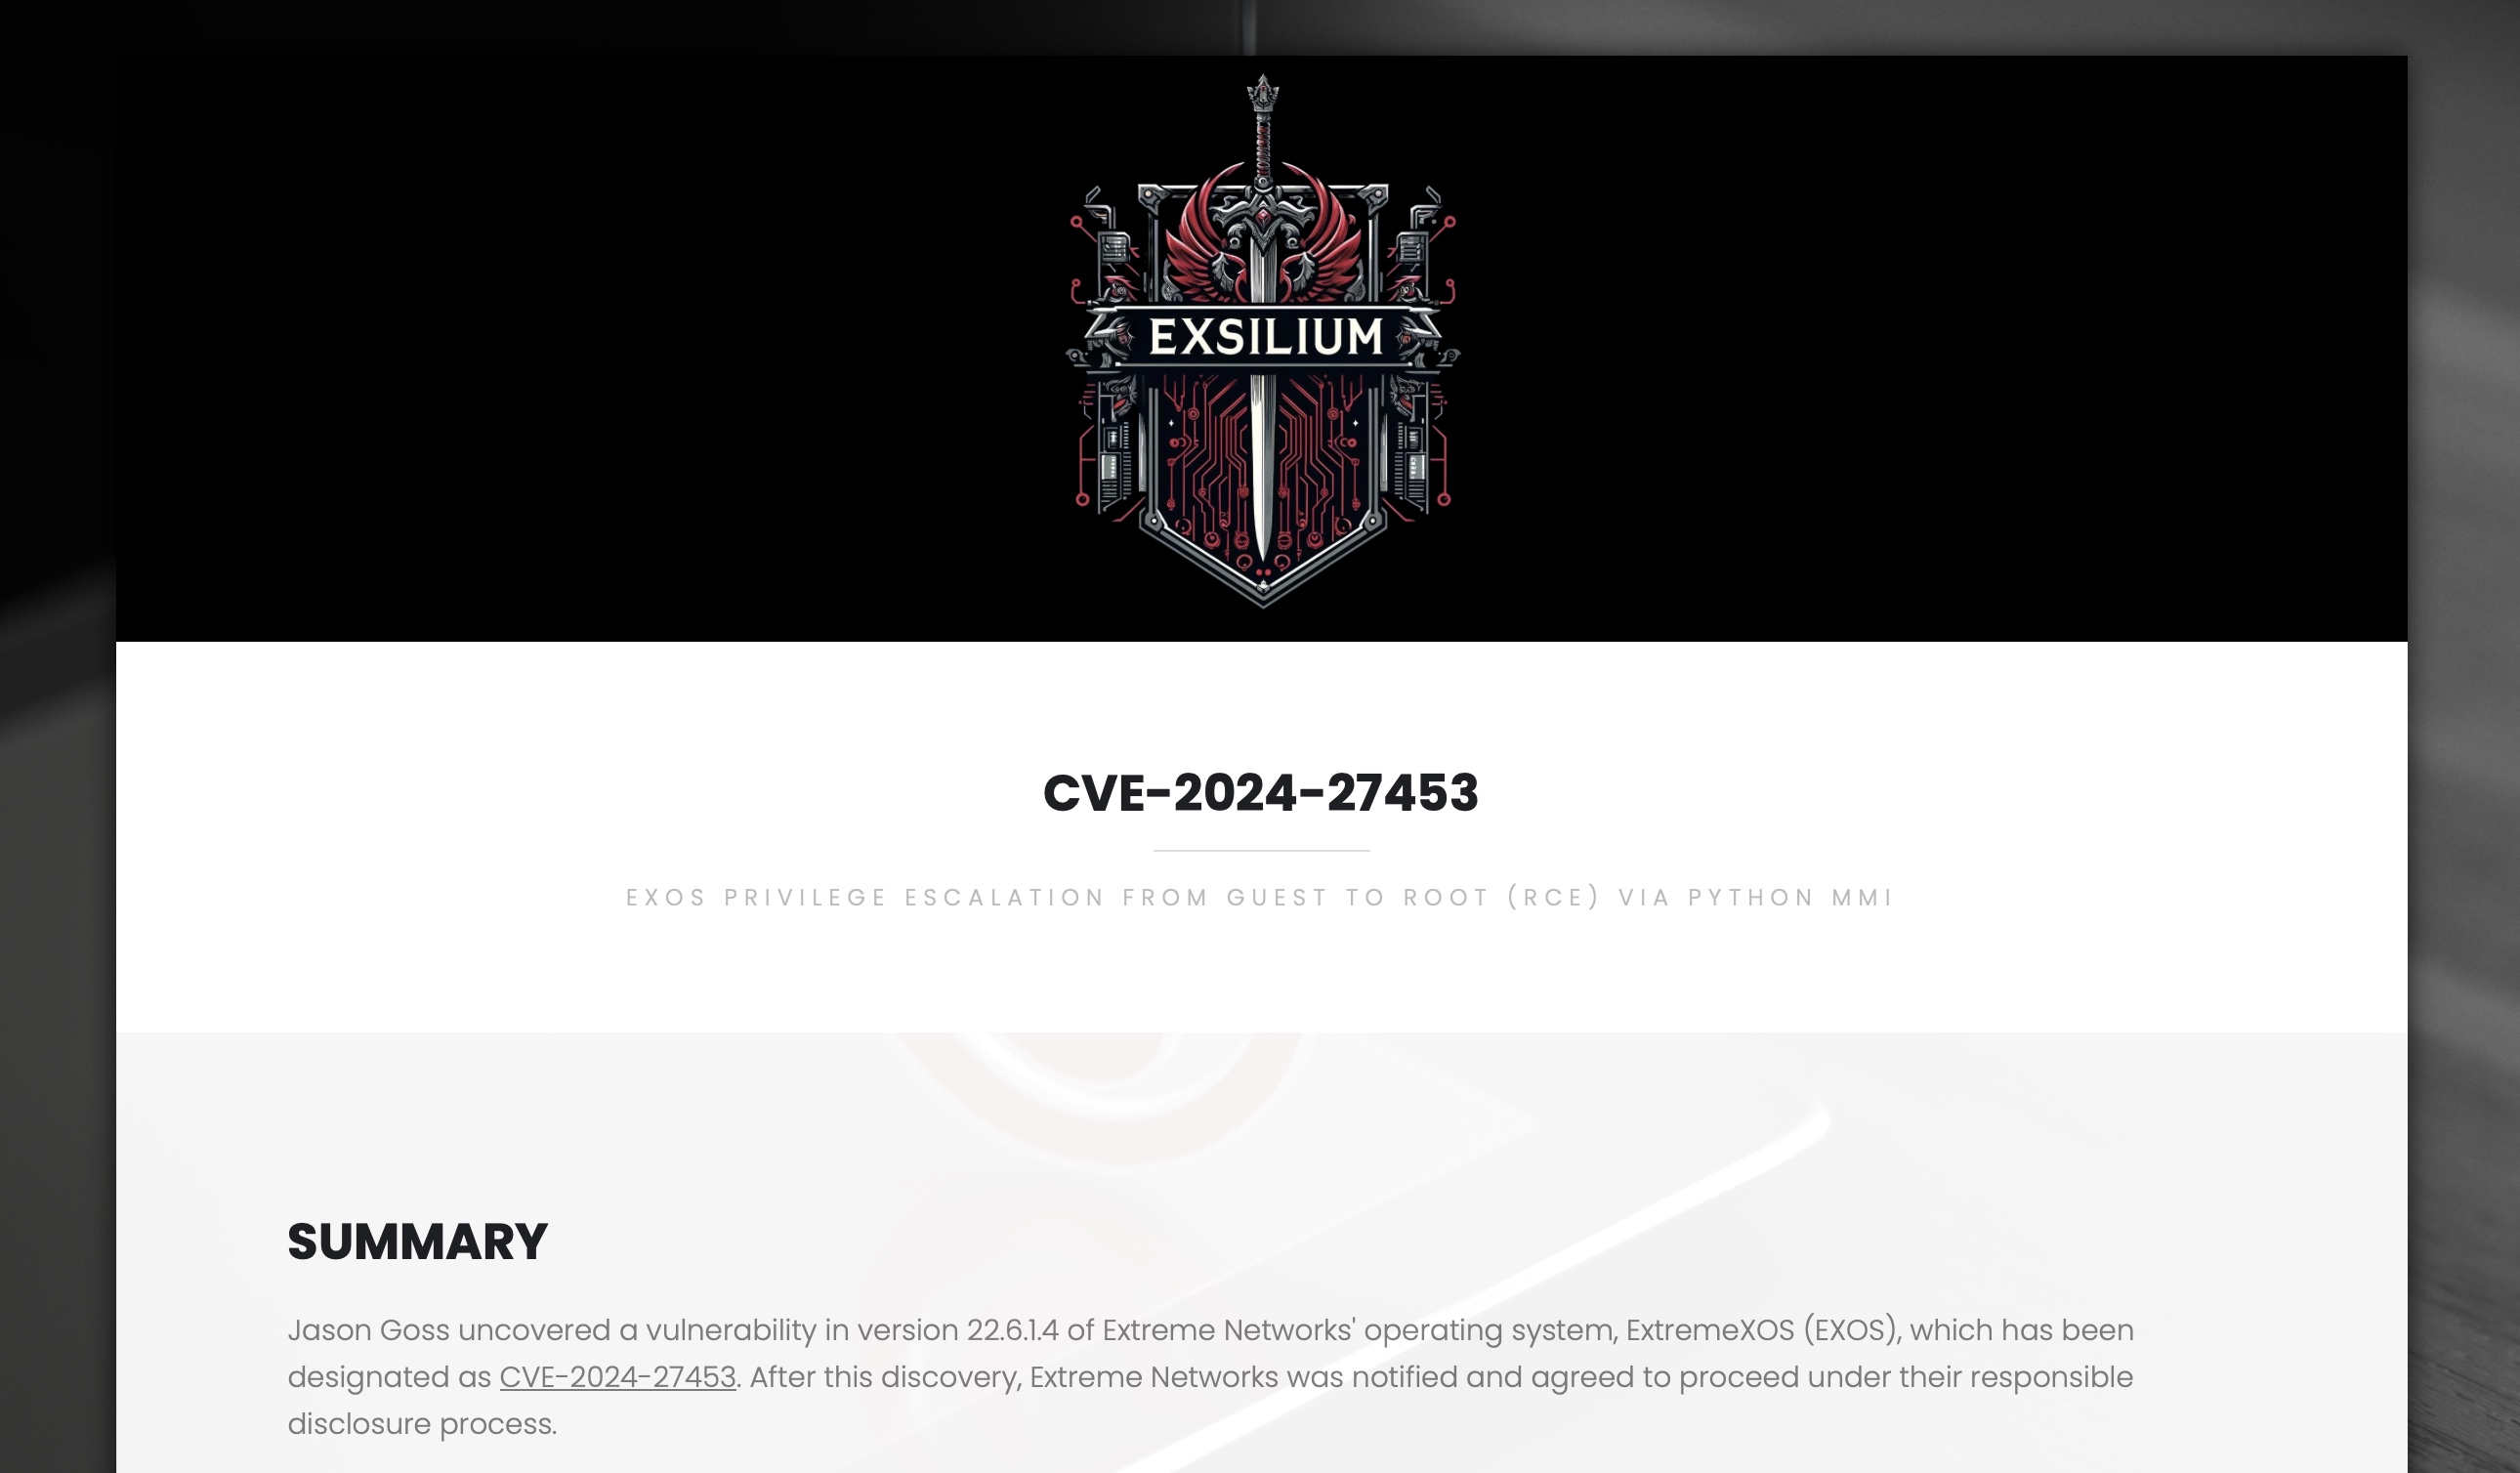 EXSILIUM
CVE-2024-27453
EXOS PRIVILEGE ESCALATION FROM GUEST TO ROOT (RCE) VIA PYTHON MMI
SUMMARY
Jason Goss uncovered a vulnerability in version 22.6.1.4 of Extreme Networks' operating system, ExtremeXOS (EXOS), which has been
designated as CVE-2024-27453. After this discovery, Extreme Networks was notified and agreed to proceed under their responsible
disclosure process.